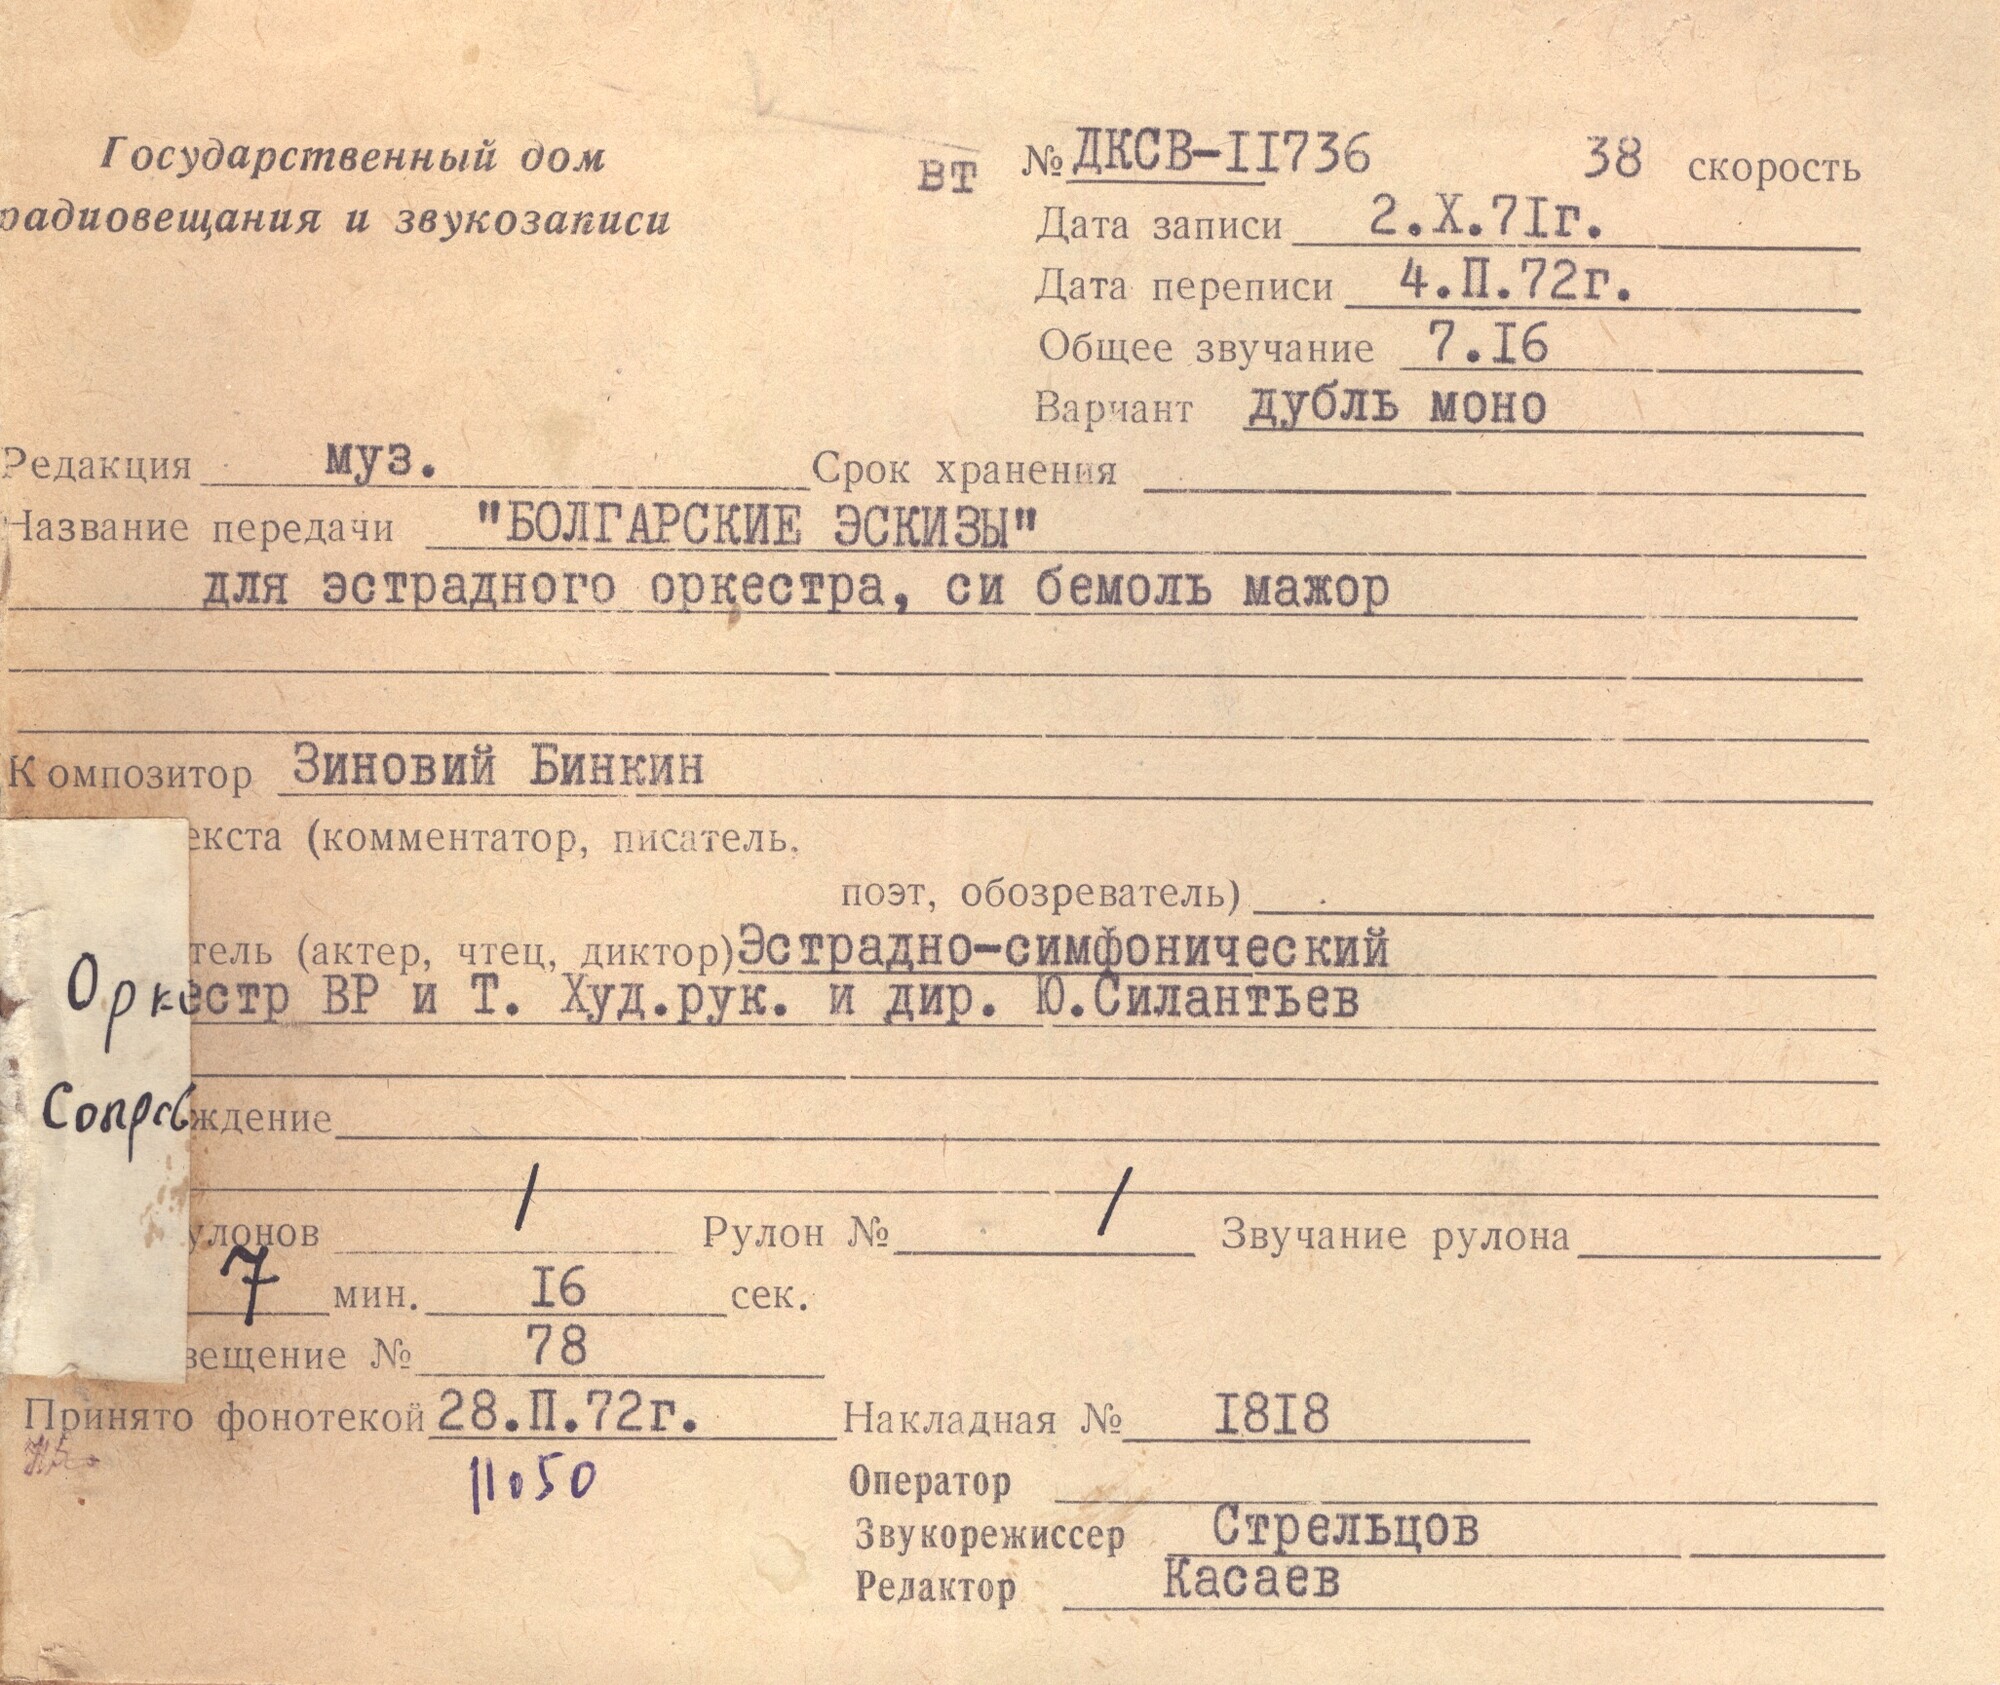 Государственный дом
радиовещания и звукозаписи
вт № ДКСВ-II736 38 скорость
Дата записи 2.X.7Iг.
Дата переписи 4.П.72г.
Общее звучание 7.I6
Вариант дубль моно
Редакция муз. Срок хранения
Название передачи "БОЛГАРСКИЕ ЭСКИЗЫ"
для эстрадного оркестра, си бемоль мажор
Композитор Зиновий Бинкин
екста (комментатор, писатель.
поэт, обозреватель)
тель (актер, чтец, диктор) Эстрадно-симфонический
Оркестр ВР и Т. Худ.рук. и дир. Ю.Силантьев
Сопровождение
улонов 1 Рулон № 1 Звучание рулона
7 мин. I6 сек.
вещение № 78
Принято фонотекой 28.П.72г. Накладная № I8I8
11050
Оператор
Звукорежиссер Стрельцов
Редактор Касаев